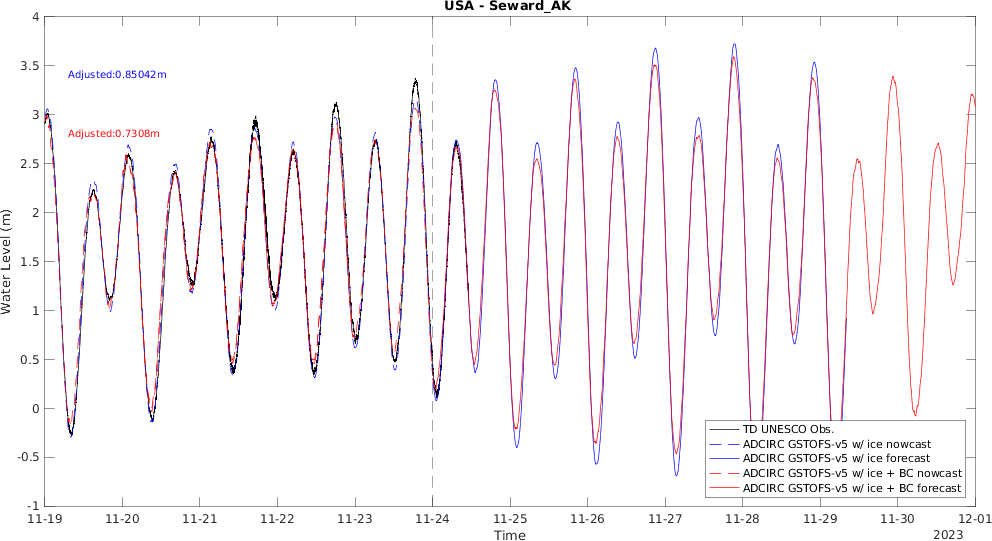 USA - Seward_AK
4
3.5
3
2.5
2
1.5
1
0.5
0
-0.5
-1
Water Level (m)
Adjusted:0.85042m
Adjusted:0.7308m
TD UNESCO Obs.
ADCIRC GSTOFS-v5 w/ ice nowcast
ADCIRC GSTOFS-v5 w/ ice forecast
ADCIRC GSTOFS-v5 w/ ice + BC nowcast
ADCIRC GSTOFS-v5 w/ ice + BC forecast
11-19 11-20 11-21 11-22 11-23 11-24 11-25 11-26 11-27 11-28 11-29 11-30 12-01
Time
2023